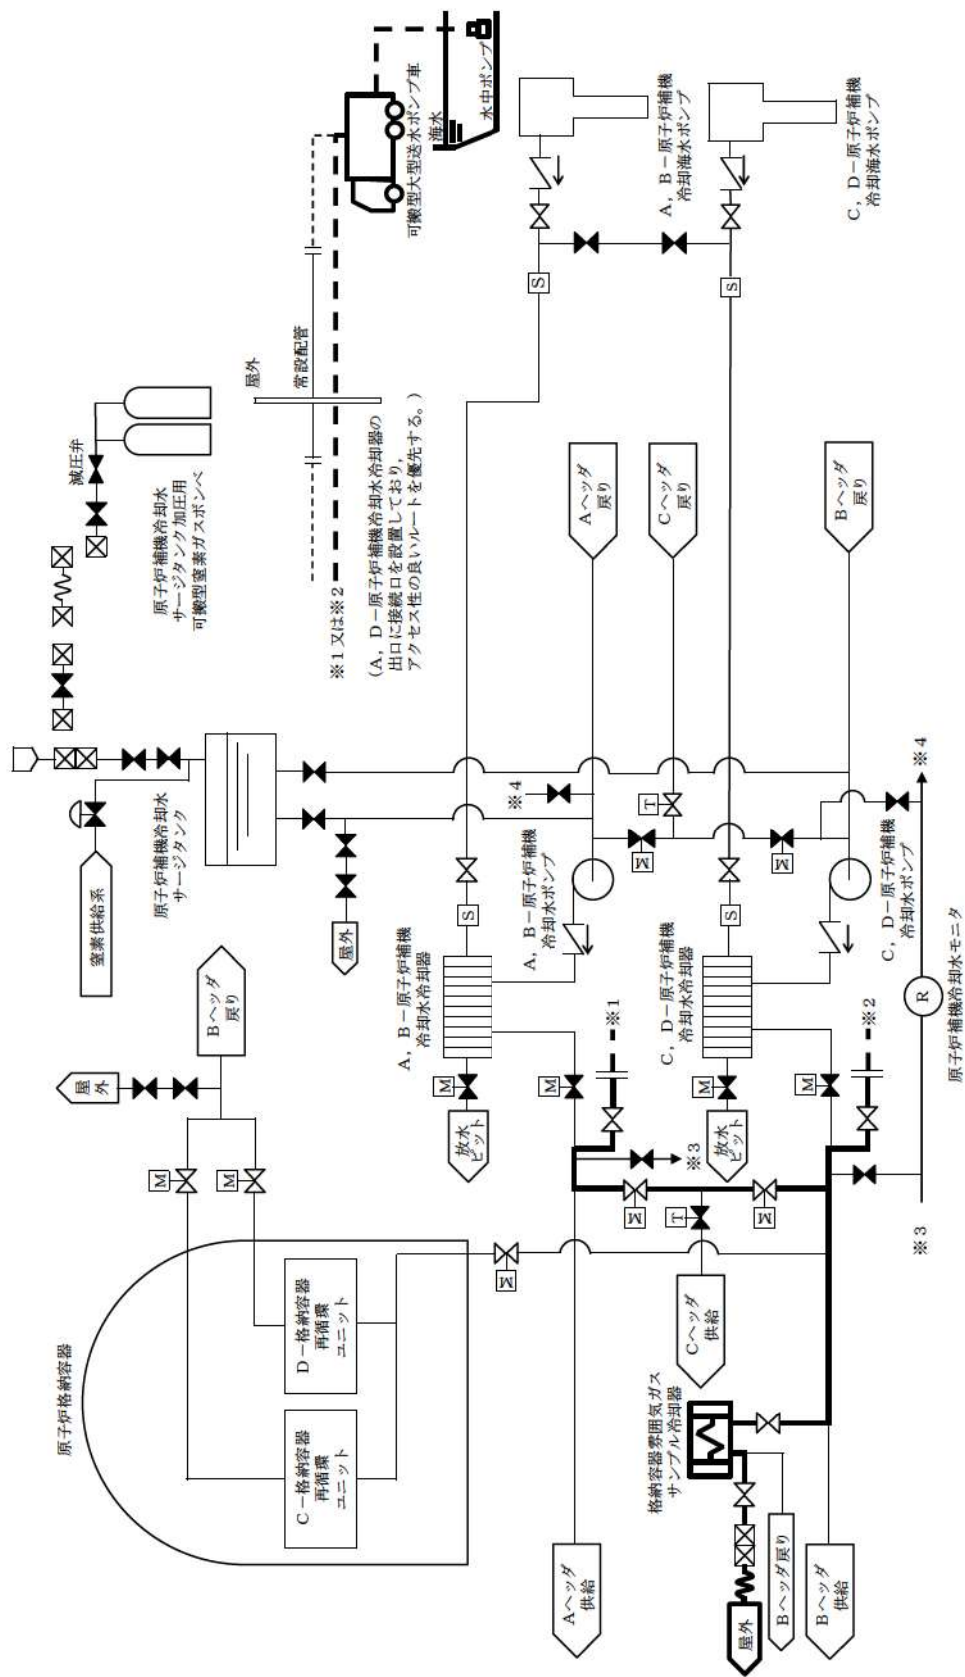 原子炉格納容器
C－格納容器
再循環
ユニット
D－格納容器
再循環
ユニット
M
M
屋外
Bヘッダ
戻り
窒素供給系
原子炉補機冷却水
サージタンク
屋外
減圧弁
原子炉補機冷却水
サージタンク加圧用
可搬型窒素ガスボンベ
屋外
常設配管
※1又は※2
(A，D－原子炉補機冷却水冷却器の
出口に接続口を設置しており，
アクセス性の良いルートを優先する。)
可搬型大型送水ポンプ車
海水
水中ポンプ
放水
ピット
M
A，B－原子炉補機
冷却水冷却器
S
S
A，B－原子炉補機
冷却海水ポンプ
M
Aヘッダ
供給
M
※1
※3
A，B－原子炉補機
冷却水ポンプ
※4
Aヘッダ
戻り
M
T
Cヘッダ
供給
M
M
T
M
Cヘッダ
戻り
格納容器雰囲気ガス
サンプル冷却器
放水
ピット
M
C，D－原子炉補機
冷却水冷却器
S
S
C，D－原子炉補機
冷却海水ポンプ
屋外
Bヘッダ戻り
Bヘッダ
供給
M
※2
C，D－原子炉補機
冷却水ポンプ
Bヘッダ
戻り
※3
R
※4
原子炉補機冷却水モニタ